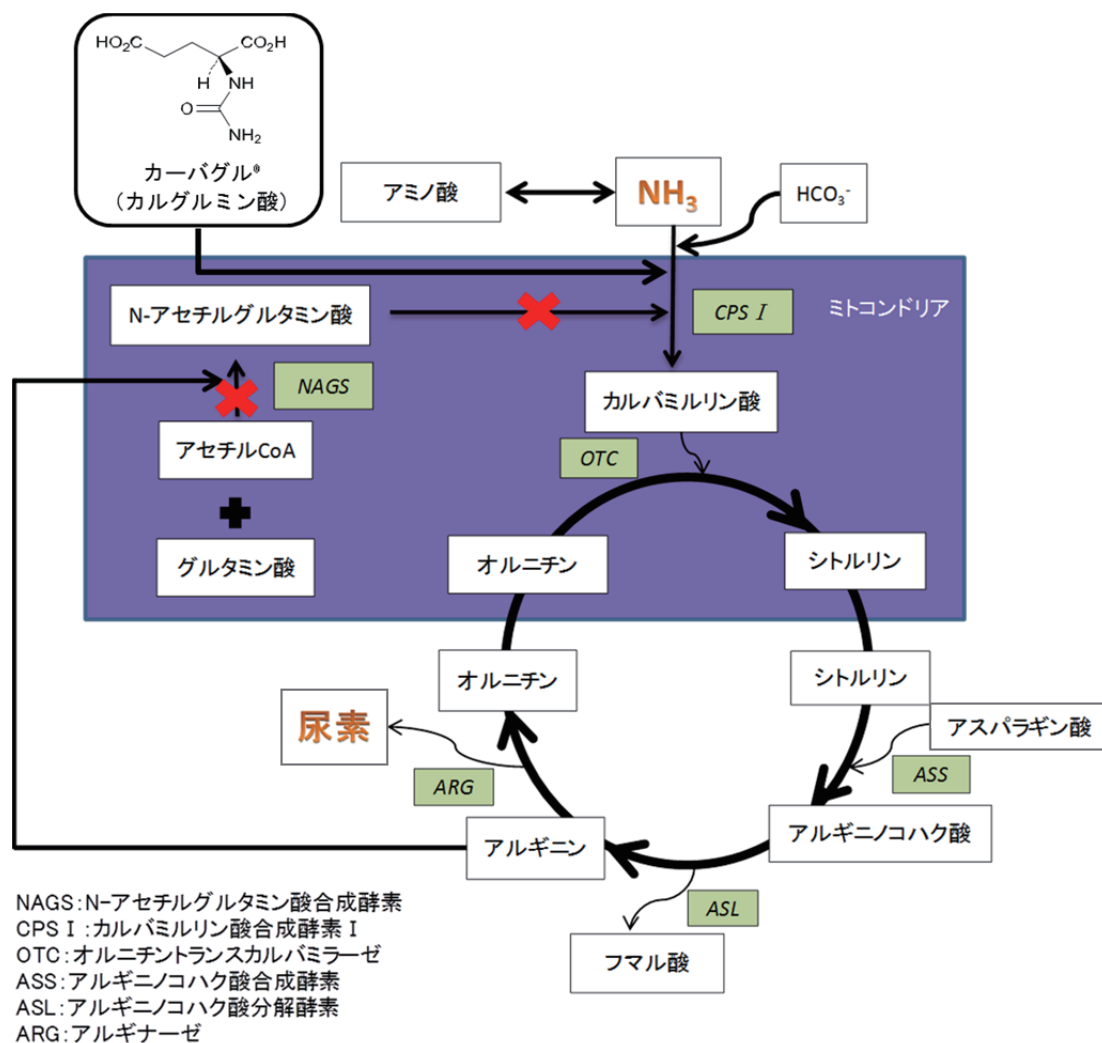 HO₂C
CO₂H
H
NH
O
NH₂
カーバグル®
(カルグルミン酸)
アミノ酸
NH₃
HCO₃⁻
N-アセチルグルタミン酸
CPS I
ミトコンドリア
NAGS
カルバミルリン酸
アセチルCoA
OTC
グルタミン酸
オルニチン
シトルリン
オルニチン
シトルリン
尿素
アスパラギン酸
ARG
ASS
アルギニン
アルギニノコハク酸
ASL
フマル酸
NAGS:N-アセチルグルタミン酸合成酵素
CPS I:カルバミルリン酸合成酵素 I
OTC:オルニチントランスカルバミラーゼ
ASS:アルギニノコハク酸合成酵素
ASL:アルギニノコハク酸分解酵素
ARG:アルギナーゼ